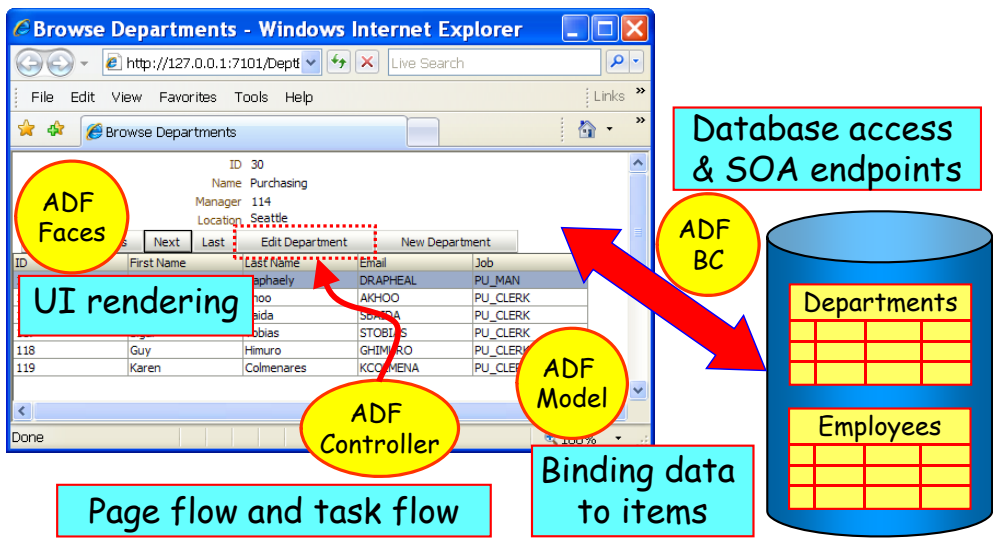 Browse Departments - Windows Internet Explorer
http://127.0.0.1:7101/Dept
Live Search
File Edit View Favorites Tools Help
Links
Browse Departments
Database access
& SOA endpoints
ID 30
Name Purchasing
Manager 114
Location Seattle
ADF
Faces
Next Last Edit Department New Department
ADF
BC
ID First Name Last Name Email Job
DRAPHEAL PU_MAN
AKHOO PU_CLERK
PU_CLERK
PU_CLERK
118 Guy Himuro PU_CLERK
119 Karen Colmenares
UI rendering
Departments
ADF
Model
ADF
Controller
Employees
Done
100%
Binding data
to items
Page flow and task flow